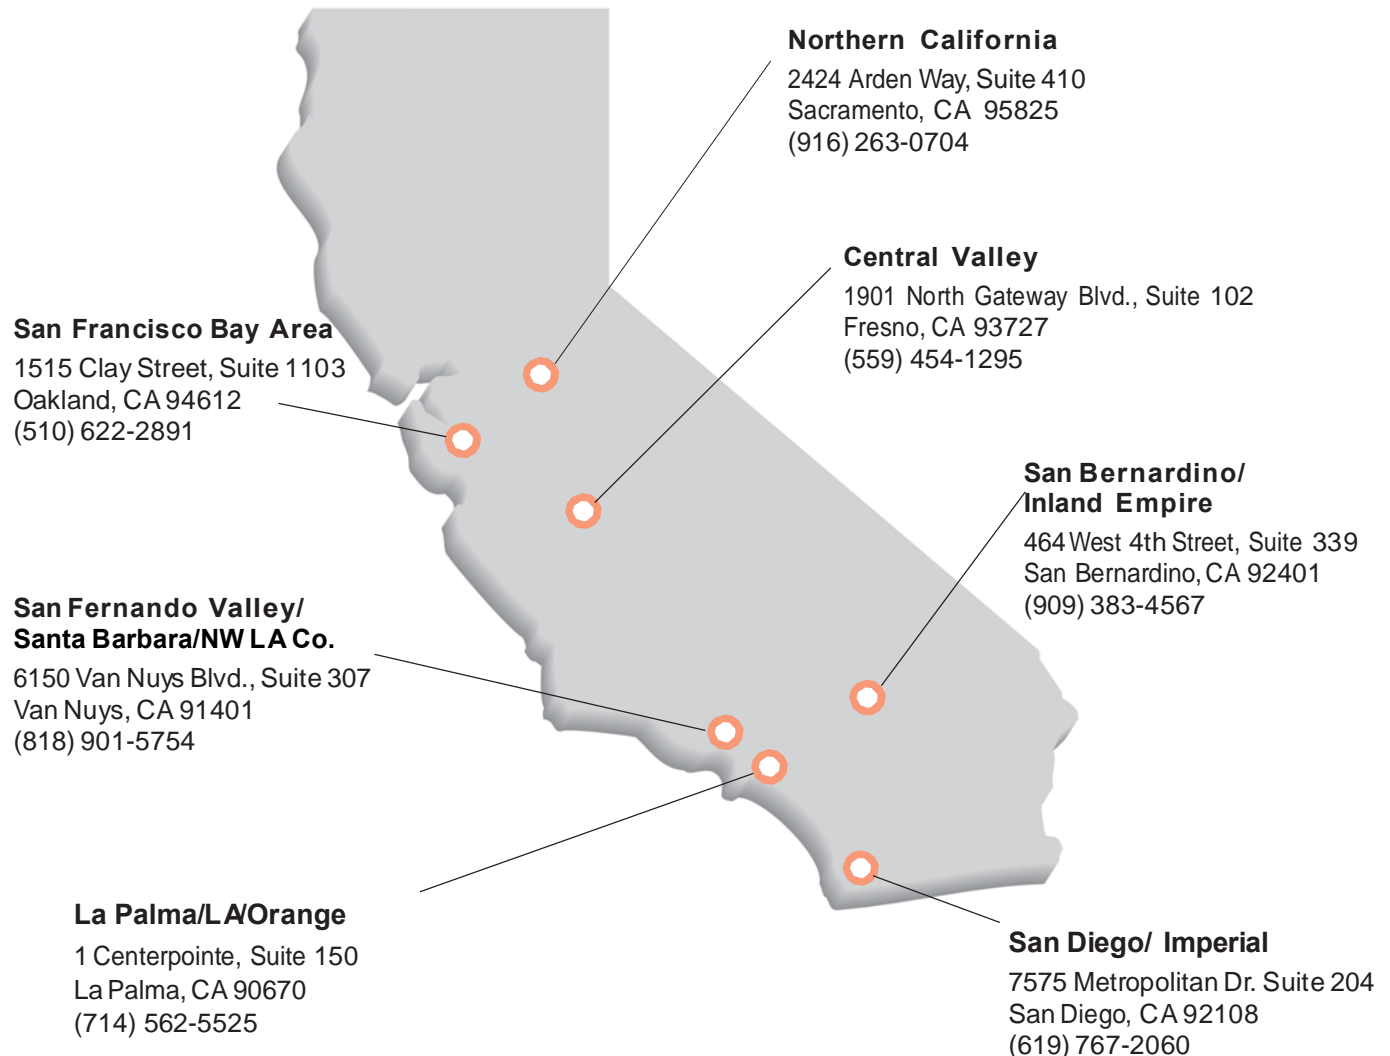 Northern California
2424 Arden Way, Suite 410
Sacramento, CA 95825
(916) 263-0704
Central Valley
1901 North Gateway Blvd., Suite 102
Fresno, CA 93727
(559) 454-1295
San Francisco Bay Area
1515 Clay Street, Suite 1103
Oakland, CA 94612
(510) 622-2891
San Bernardino/
Inland Empire
464 West 4th Street, Suite 339
San Bernardino, CA 92401
(909) 383-4567
San Fernando Valley/
Santa Barbara/NW LA Co.
6150 Van Nuys Blvd., Suite 307
Van Nuys, CA 91401
(818) 901-5754
La Palma/LA/Orange
1 Centerpointe, Suite 150
La Palma, CA 90670
(714) 562-5525
San Diego/ Imperial
7575 Metropolitan Dr. Suite 204
San Diego, CA 92108
(619) 767-2060